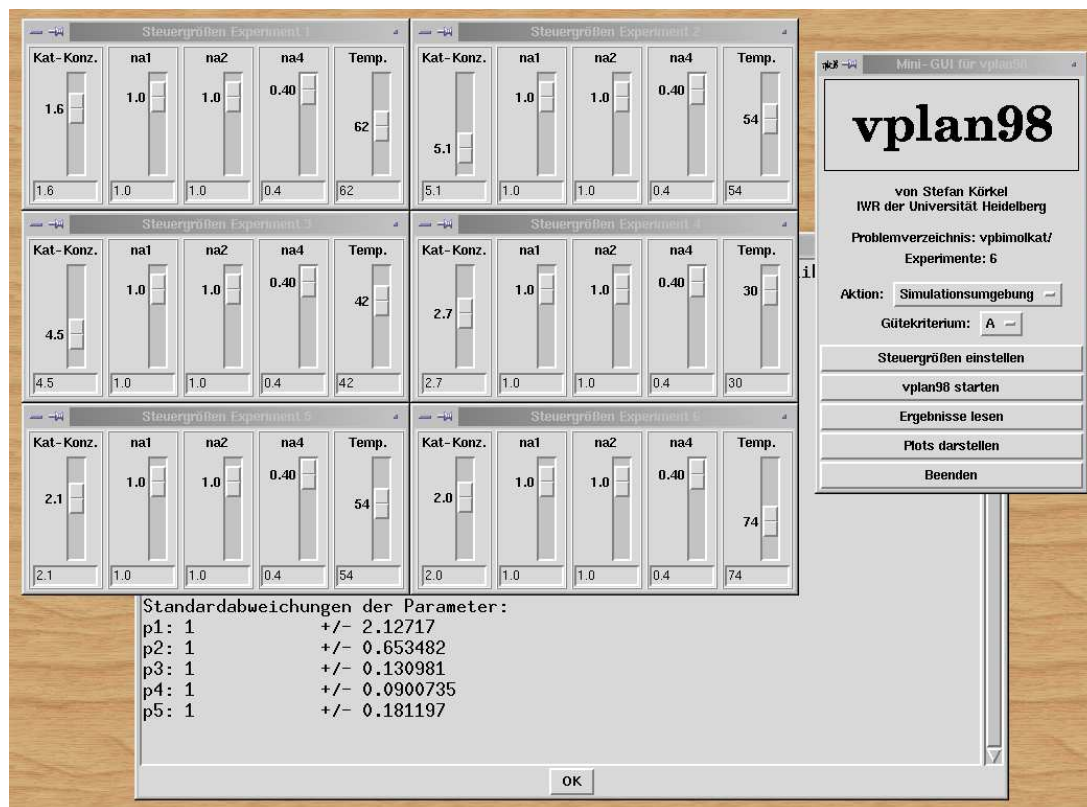 Steuergrößen Experiment 1
Kat-Konz. na1 na2 na4 Temp.
1.6 1.0 1.0 0.40 62
1.6 1.0 1.0 0.4 62
Steuergrößen Experiment 2
Kat-Konz. na1 na2 na4 Temp.
5.1 1.0 1.0 0.40 54
5.1 1.0 1.0 0.4 54
Steuergrößen Experiment 3
Kat-Konz. na1 na2 na4 Temp.
4.5 1.0 1.0 0.40 42
4.5 1.0 1.0 0.4 42
Steuergrößen Experiment 4
Kat-Konz. na1 na2 na4 Temp.
2.7 1.0 1.0 0.40 30
2.7 1.0 1.0 0.4 30
Steuergrößen Experiment 5
Kat-Konz. na1 na2 na4 Temp.
2.1 1.0 1.0 0.40 54
2.1 1.0 1.0 0.4 54
Steuergrößen Experiment 6
Kat-Konz. na1 na2 na4 Temp.
2.0 1.0 1.0 0.40 74
2.0 1.0 1.0 0.4 74
Mini-GUI für vplan98
vplan98
von Stefan Körkel
IWR der Universität Heidelberg
Problemverzeichnis: vpbimolkat/
Experimente: 6
Aktion: Simulationsumgebung
Gütekriterium: A
Steuergrößen einstellen
vplan98 starten
Ergebnisse lesen
Plots darstellen
Beenden
Standardabweichungen der Parameter:
p1: 1 +/- 2.12717
p2: 1 +/- 0.653482
p3: 1 +/- 0.130981
p4: 1 +/- 0.0900735
p5: 1 +/- 0.181197
OK